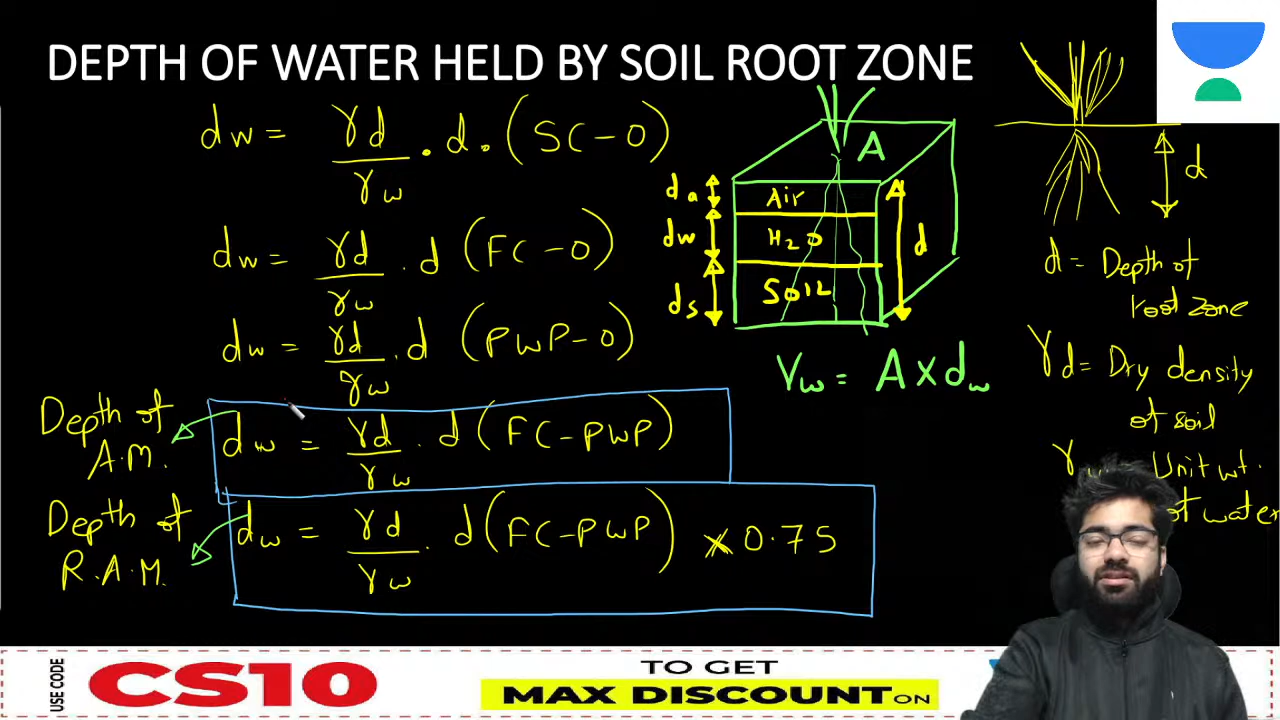 DEPTH OF WATER HELD BY SOIL ROOT ZONE
dw = γd/γw . d . (SC-0)
dw = γd/γw . d (FC-0)
dw = γd/γw . d (PWP-0)
Depth of A.M.
dw = γd/γw . d (FC-PWP)
Depth of R.A.M.
dw = γd/γw . d (FC-PWP) × 0.75
A
da
Air
dw
H2O
ds
SOIL
d
Vw = A × dw
d
d = Depth of
root zone
γd = Dry density
of soil
γ Unit wt.
of water
USE CODE
CS10
TO GET
MAX DISCOUNT ON